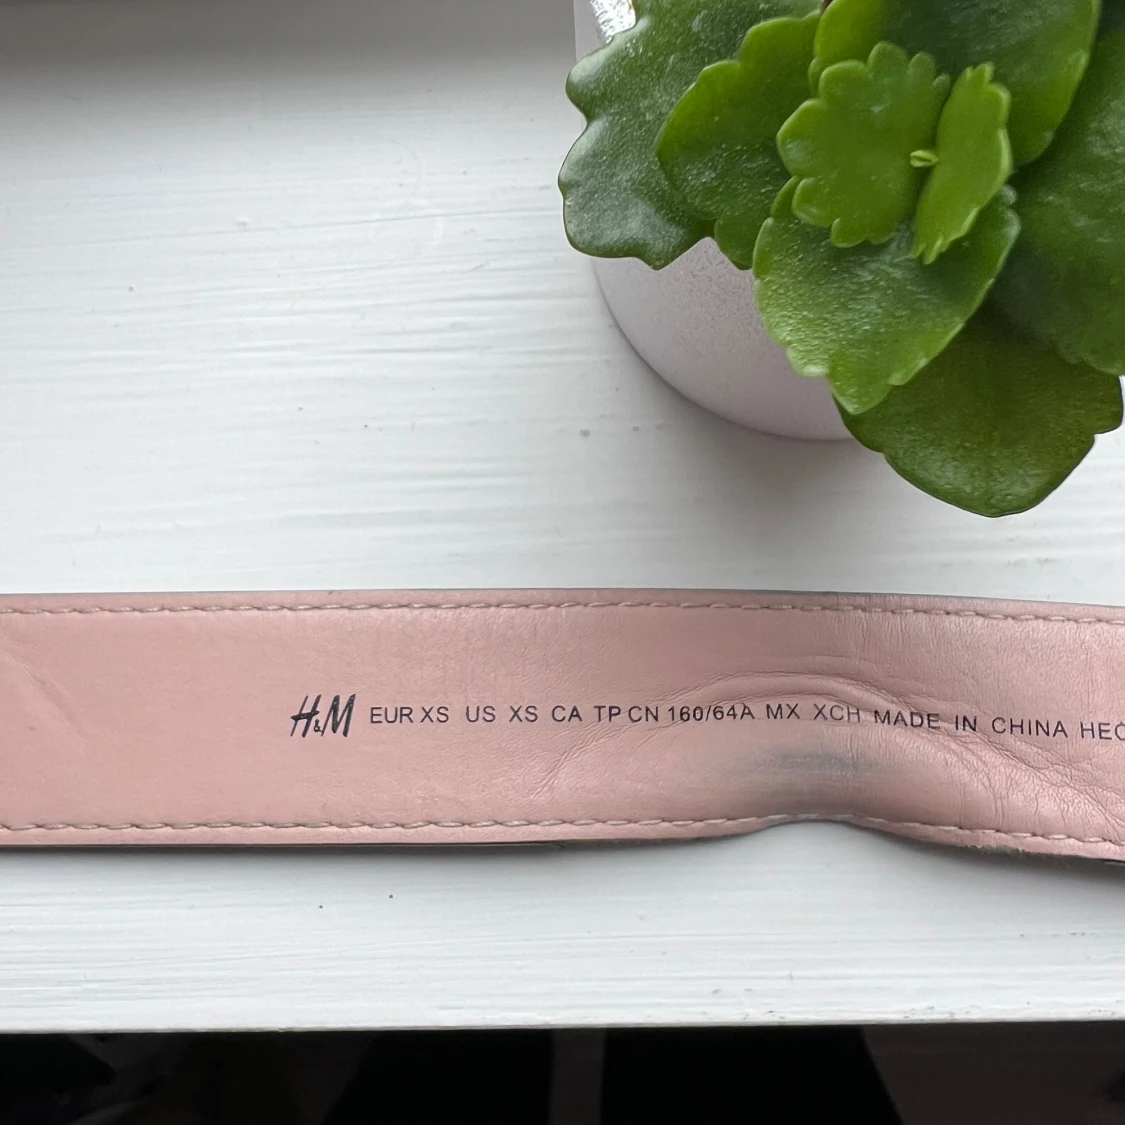 H&M EUR XS US XS CA TP CN 160/64A MX XCH MADE IN CHINA